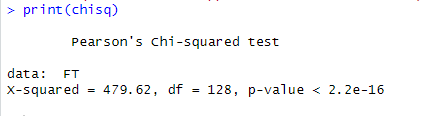 > print(chisq)
Pearson's Chi-squared test
data:  FT
X-squared = 479.62, df = 128, p-value < 2.2e-16